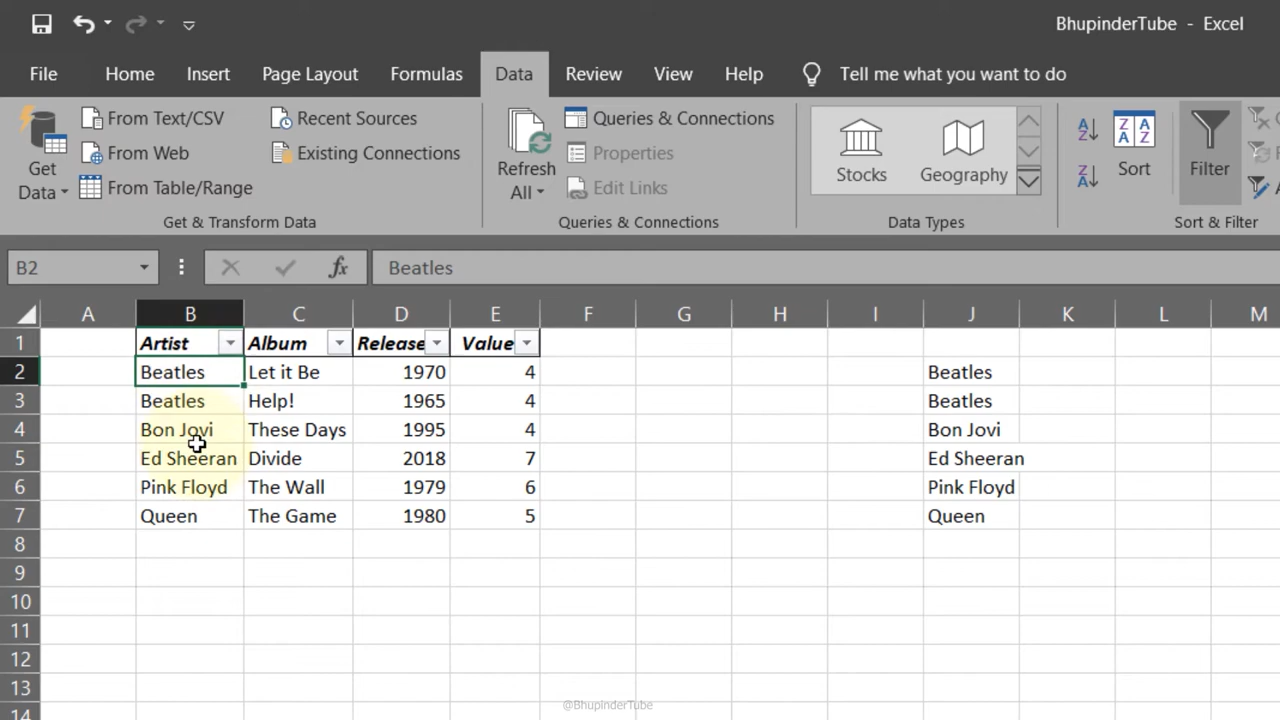 BhupinderTube - Excel
File Home Insert Page Layout Formulas Data Review View Help Tell me what you want to do
Get Data
From Text/CSV
From Web
From Table/Range
Recent Sources
Existing Connections
Get & Transform Data
Refresh All
Queries & Connections
Properties
Edit Links
Queries & Connections
Stocks
Geography
Data Types
Sort
Filter
Sort & Filter
B2 fx Beatles
A B C D E F G H I J K L M
1 Artist Album Release Value
2 Beatles Let it Be 1970 4 Beatles
3 Beatles Help! 1965 4 Beatles
4 Bon Jovi These Days 1995 4 Bon Jovi
5 Ed Sheeran Divide 2018 7 Ed Sheeran
6 Pink Floyd The Wall 1979 6 Pink Floyd
7 Queen The Game 1980 5 Queen
8
9
10
11
12
13
14
@BhupinderTube